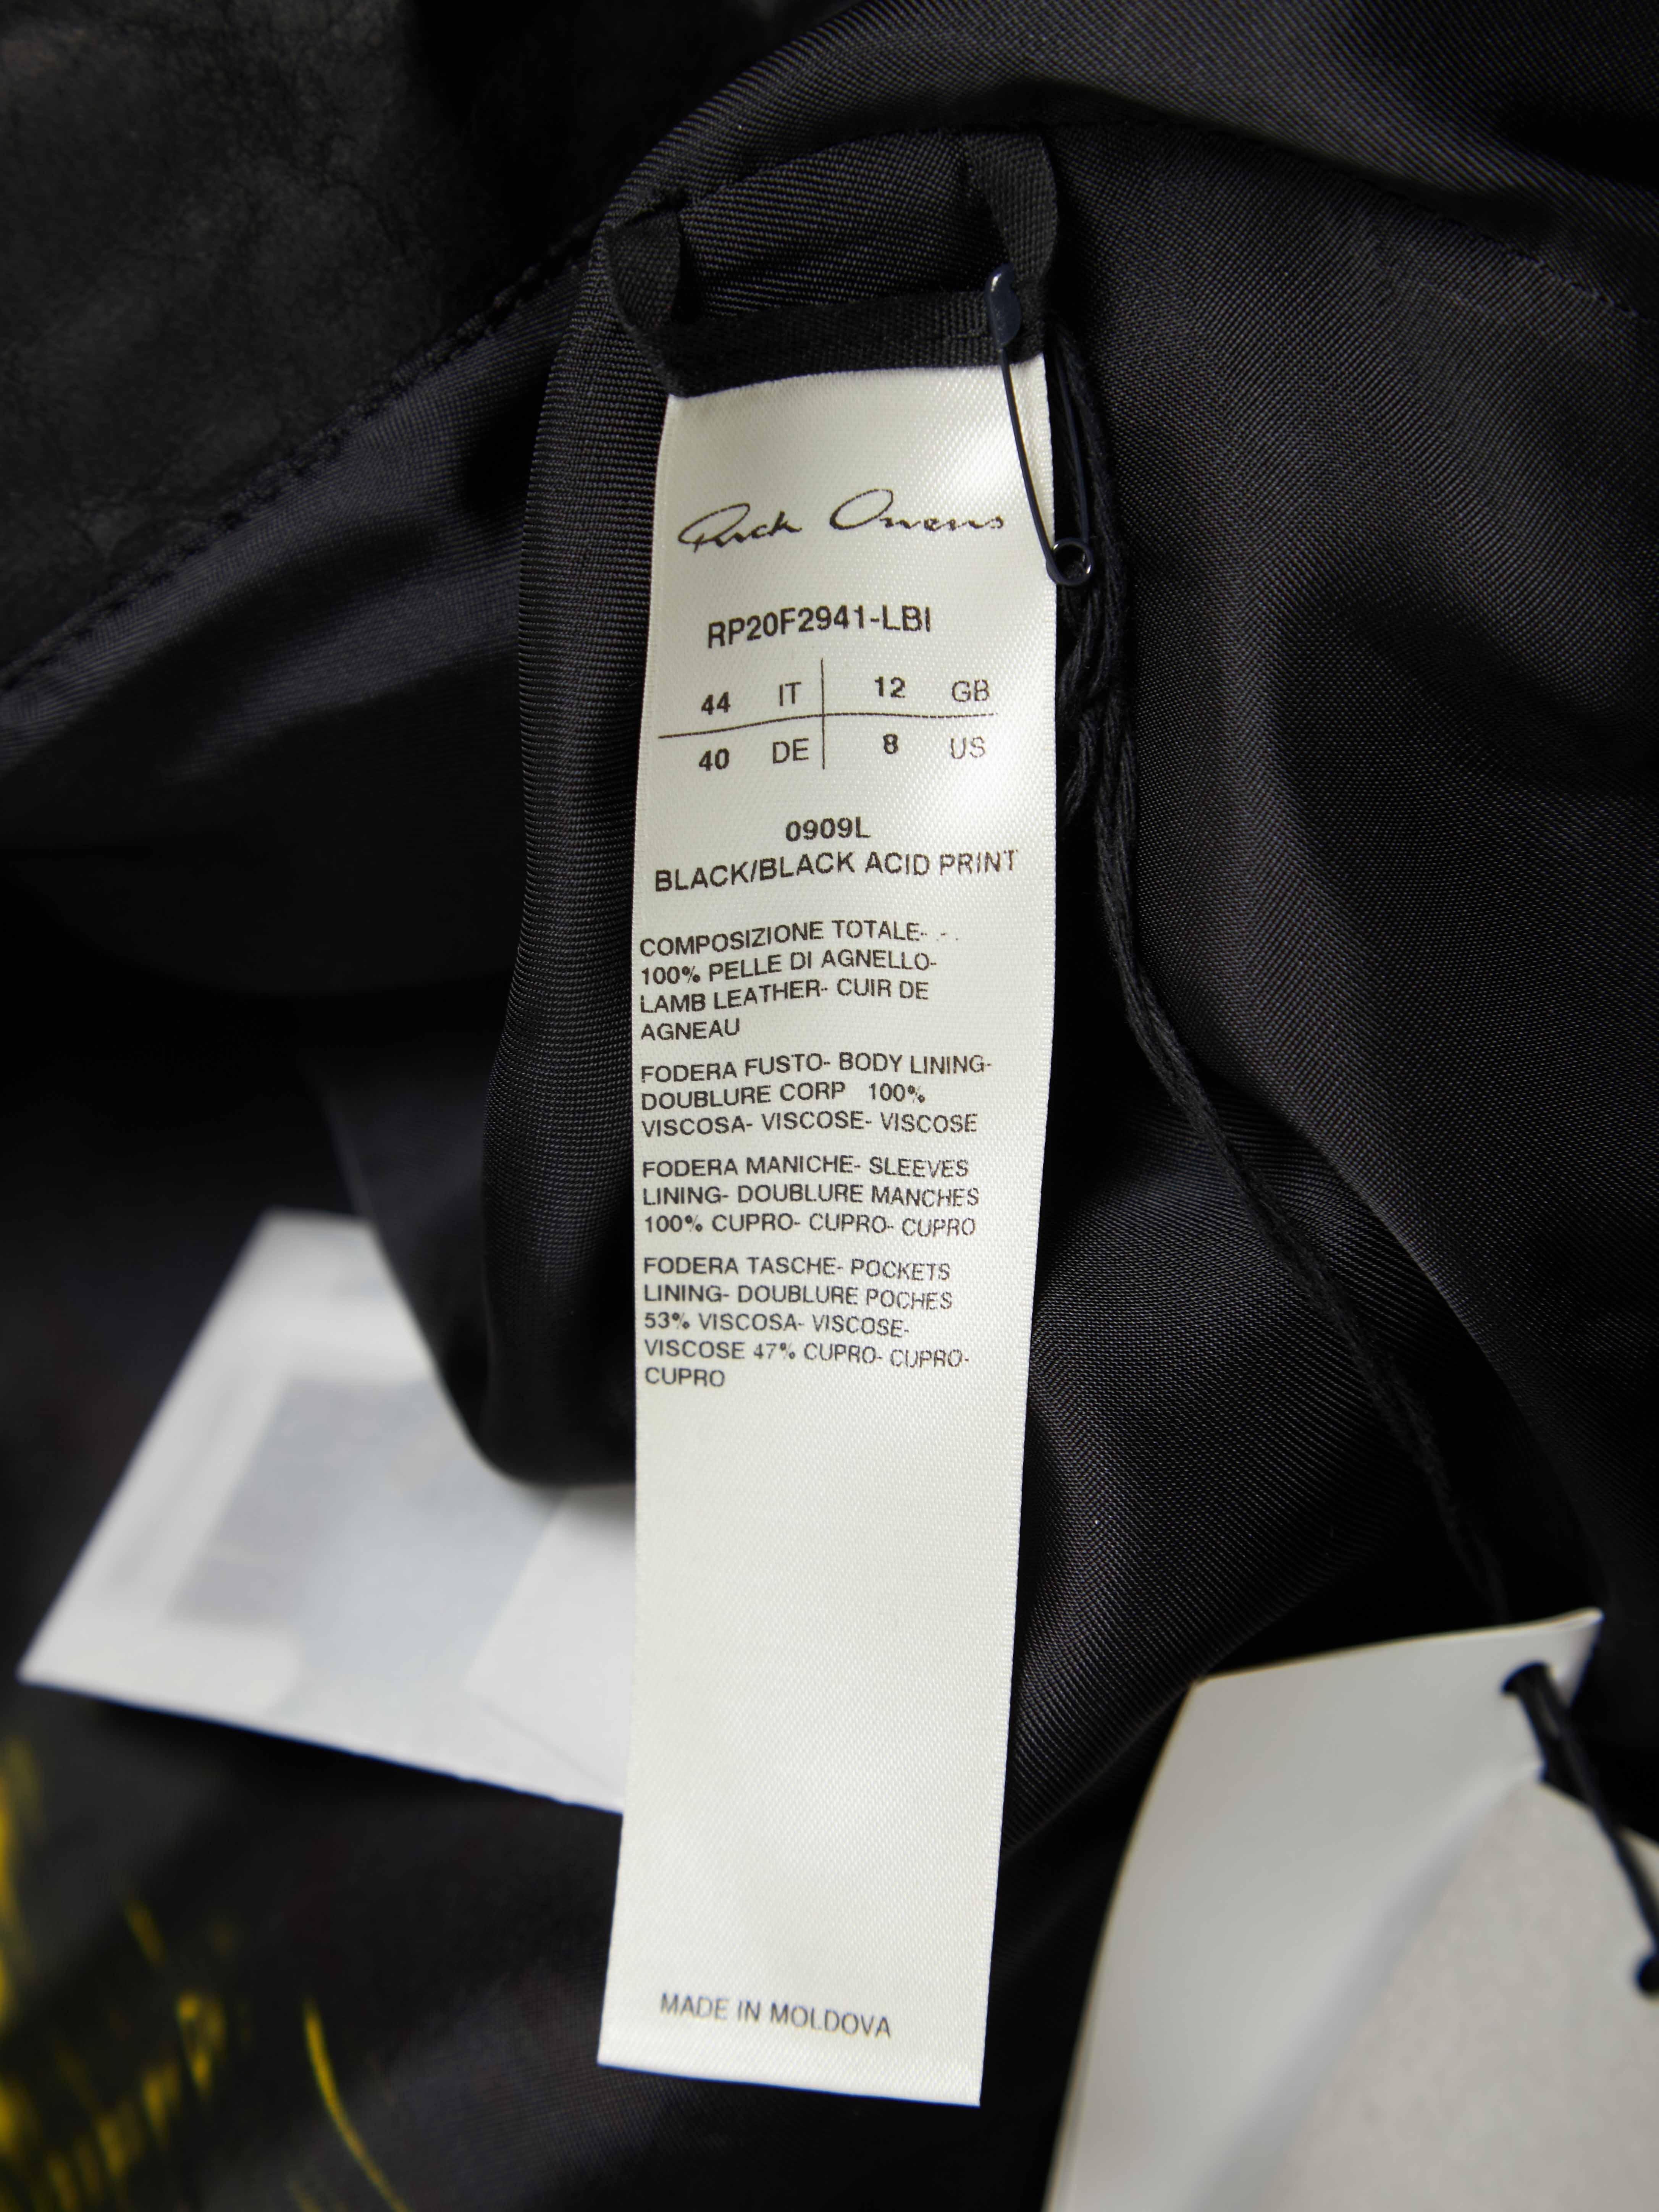 Rick Owens
RP20F2941-LBI
44 IT 12 GB
40 DE 8 US
0909L
BLACK/BLACK ACID PRINT
COMPOSIZIONE TOTALE- - -
100% PELLE DI AGNELLO-
LAMB LEATHER- CUIR DE
AGNEAU
FODERA FUSTO- BODY LINING-
DOUBLURE CORP 100%
VISCOSA- VISCOSE- VISCOSE
FODERA MANICHE- SLEEVES
LINING- DOUBLURE MANCHES
100% CUPRO- CUPRO- CUPRO
FODERA TASCHE- POCKETS
LINING- DOUBLURE POCHES
53% VISCOSA- VISCOSE-
VISCOSE 47% CUPRO- CUPRO-
CUPRO
MADE IN MOLDOVA